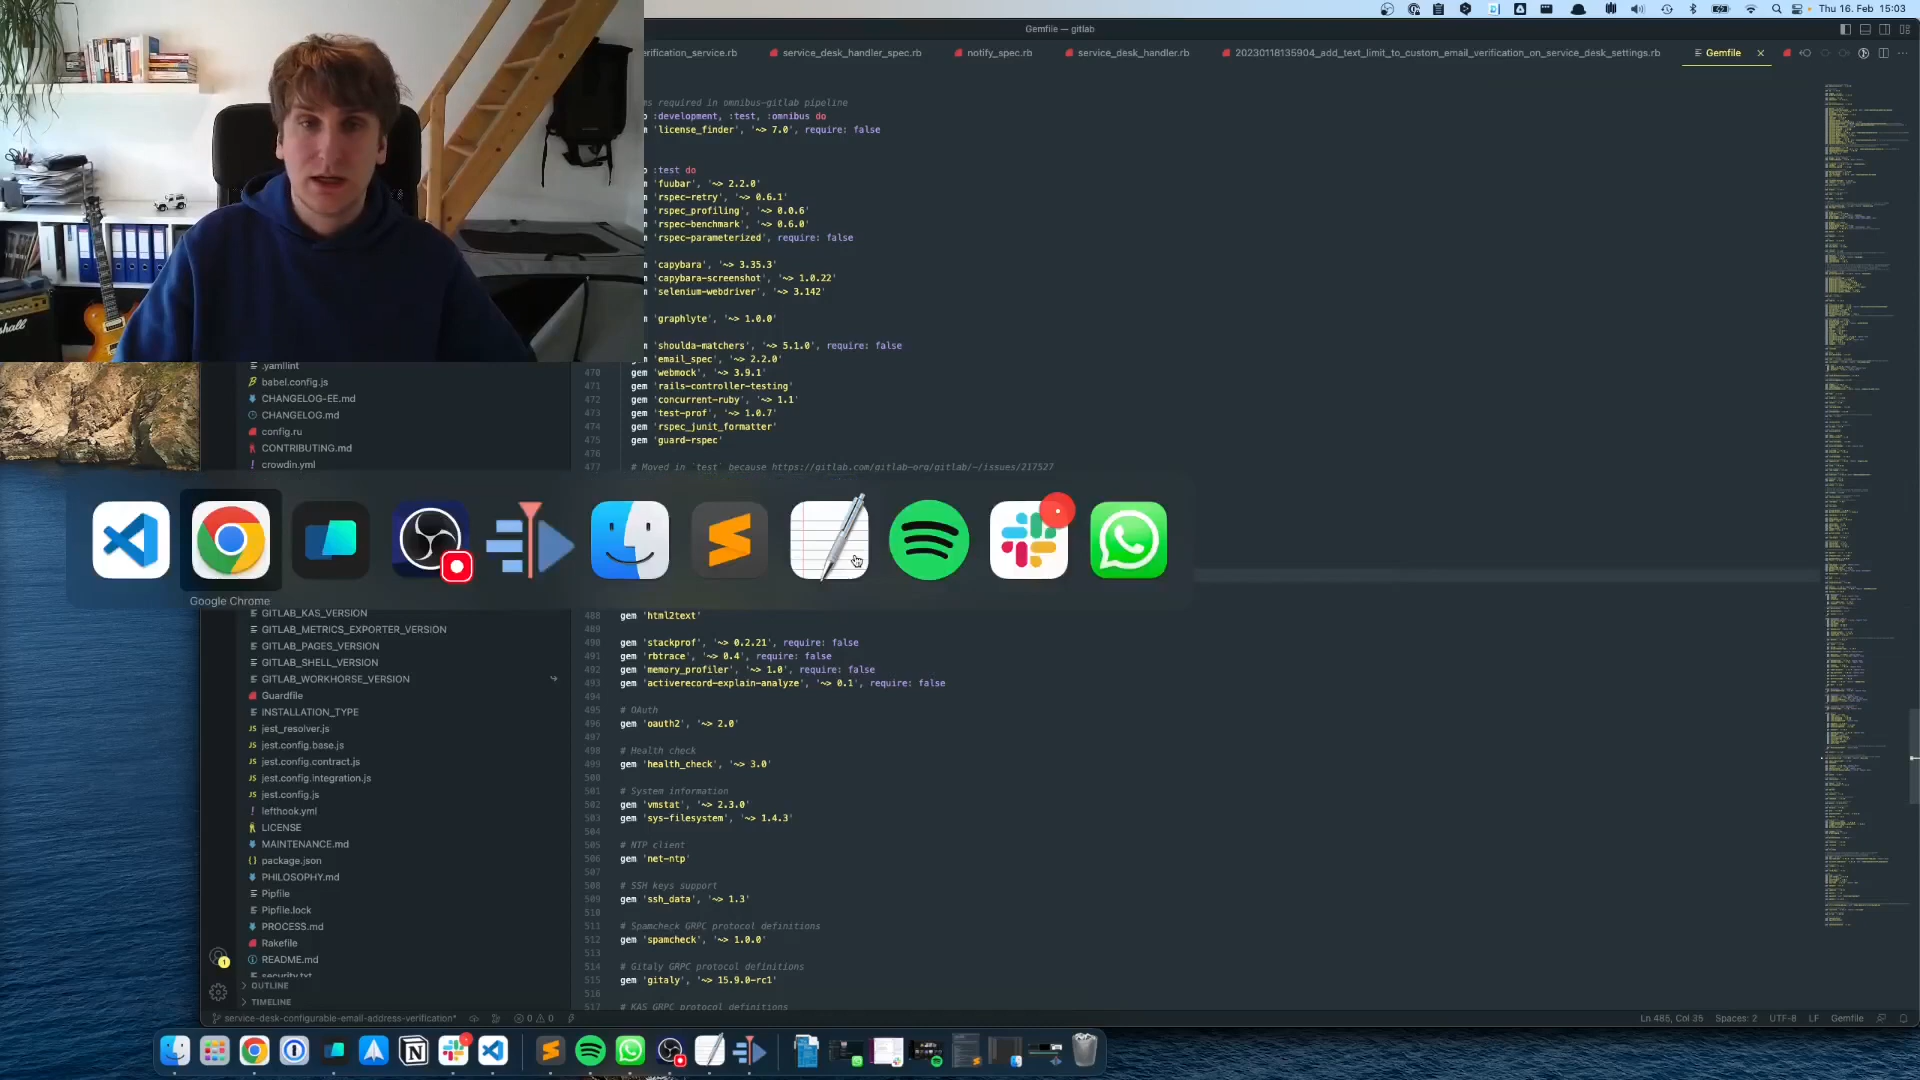 Thu 16. Feb 15:03
Gemfile — gitlab
erification_service.rb
service_desk_handler_spec.rb
notify_spec.rb
service_desk_handler.rb
20230118135904_add_text_limit_to_custom_email_verification_on_service_desk_settings.rb
Gemfile
ms required in omnibus-gitlab pipeline
p :development, :test, :omnibus do
m 'license_finder', '~> 7.0', require: false
p :test do
m 'fuubar', '~> 2.2.0'
m 'rspec-retry', '~> 0.6.1'
m 'rspec_profiling', '~> 0.0.6'
m 'rspec-benchmark', '~> 0.6.0'
m 'rspec-parameterized', require: false
m 'capybara', '~> 3.35.3'
m 'capybara-screenshot', '~> 1.0.22'
m 'selenium-webdriver', '~> 3.142'
m 'graphlyte', '~> 1.0.0'
m 'shoulda-matchers', '~> 5.1.0', require: false
m 'email_spec', '~> 2.2.0'
470 gem 'webmock', '~> 3.9.1'
471 gem 'rails-controller-testing'
472 gem 'concurrent-ruby', '~> 1.1'
473 gem 'test-prof', '~> 1.0.7'
474 gem 'rspec_junit_formatter'
475 gem 'guard-rspec'
476
477 # Moved in `test` because https://gitlab.com/gitlab-org/gitlab/-/issues/217527
488 gem 'html2text'
489
490 gem 'stackprof', '~> 0.2.21', require: false
491 gem 'rbtrace', '~> 0.4', require: false
492 gem 'memory_profiler', '~> 1.0', require: false
493 gem 'activerecord-explain-analyze', '~> 0.1', require: false
494
495 # OAuth
496 gem 'oauth2', '~> 2.0'
497
498 # Health check
499 gem 'health_check', '~> 3.0'
500
501 # System information
502 gem 'vmstat', '~> 2.3.0'
503 gem 'sys-filesystem', '~> 1.4.3'
504
505 # NTP client
506 gem 'net-ntp'
507
508 # SSH keys support
509 gem 'ssh_data', '~> 1.3'
510
511 # Spamcheck GRPC protocol definitions
512 gem 'spamcheck', '~> 1.0.0'
513
514 # Gitaly GRPC protocol definitions
515 gem 'gitaly', '~> 15.9.0-rc1'
516
517 # KAS GRPC protocol definitions
.yamllint
babel.config.js
CHANGELOG-EE.md
CHANGELOG.md
config.ru
CONTRIBUTING.md
crowdin.yml
Google Chrome
GITLAB_KAS_VERSION
GITLAB_METRICS_EXPORTER_VERSION
GITLAB_PAGES_VERSION
GITLAB_SHELL_VERSION
GITLAB_WORKHORSE_VERSION
Guardfile
INSTALLATION_TYPE
jest_resolver.js
jest.config.base.js
jest.config.contract.js
jest.config.integration.js
jest.config.js
lefthook.yml
LICENSE
MAINTENANCE.md
package.json
PHILOSOPHY.md
Pipfile
Pipfile.lock
PROCESS.md
Rakefile
README.md
security.txt
OUTLINE
TIMELINE
service-desk-configurable-email-address-verification*
0 0
Ln 485, Col 35
Spaces: 2
UTF-8
LF
Gemfile